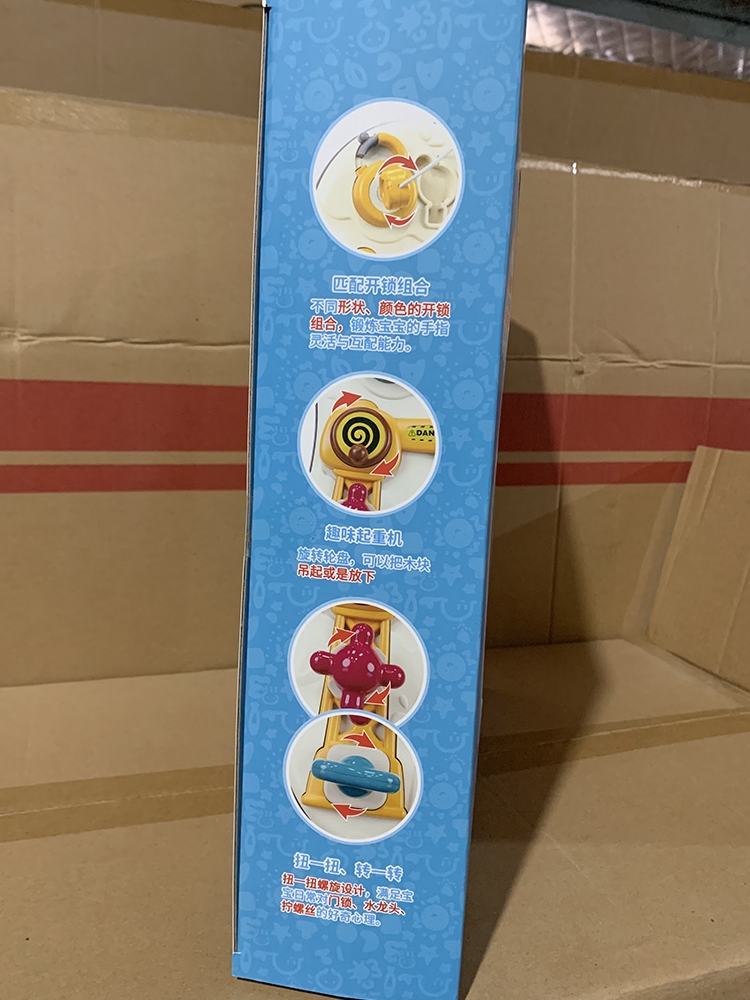 匹配开锁组合
不同形状、颜色的开锁
组合，锻炼宝宝的手指
灵活与互配能力。
DAN
趣味起重机
旋转轮盘，可以把木块
吊起或是放下
扭一扭、转一转
扭一扭螺旋设计，满足宝
宝日常对门锁、水龙头、
拧螺丝的好奇心理。